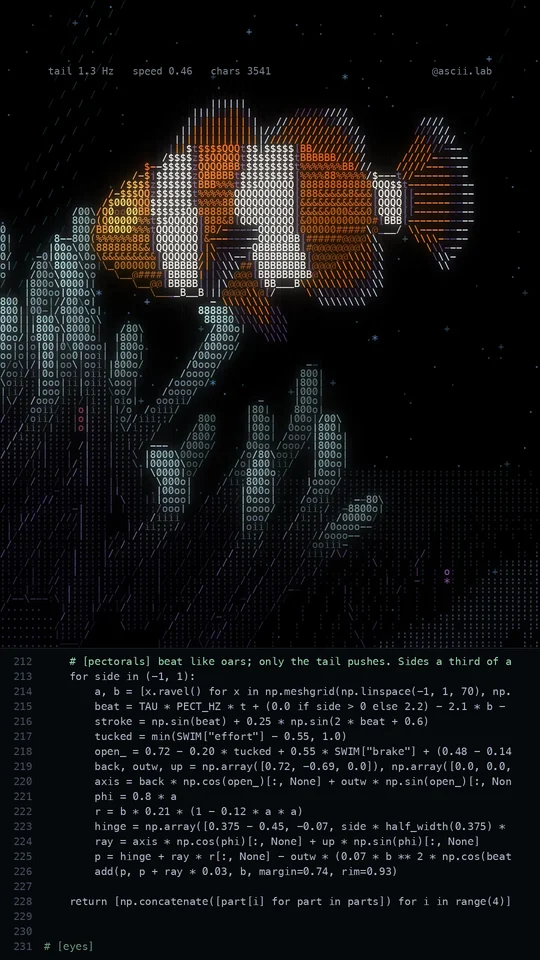 tail 1.3 Hz speed 0.46 chars 3541 @ascii.lab
212 # [pectorals] beat like oars; only the tail pushes. Sides a third of a
213 for side in (-1, 1):
214 a, b = [x.ravel() for x in np.meshgrid(np.linspace(-1, 1, 70), np.
215 beat = TAU * PECT_HZ * t + (0.0 if side > 0 else 2.2) - 2.1 * b -
216 stroke = np.sin(beat) + 0.25 * np.sin(2 * beat + 0.6)
217 tucked = min(SWIM["effort"] - 0.55, 1.0)
218 open_ = 0.72 - 0.20 * tucked + 0.55 * SWIM["brake"] + (0.48 - 0.14
219 back, outw, up = np.array([0.72, -0.69, 0.0]), np.array([0.0, 0.0,
220 axis = back * np.cos(open_)[:, None] + outw * np.sin(open_)[:, Non
221 phi = 0.8 * a
222 r = b * 0.21 * (1 - 0.12 * a * a)
223 hinge = np.array([0.375 - 0.45, -0.07, side * half_width(0.375) *
224 ray = axis * np.cos(phi)[:, None] + up * np.sin(phi)[:, None]
225 p = hinge + ray * r[:, None] - outw * (0.07 * b ** 2 * np.cos(beat
226 add(p, p + ray * 0.03, b, margin=0.74, rim=0.93)
227
228 return [np.concatenate([part[i] for part in parts]) for i in range(4)]
229
230
231 # [eyes]